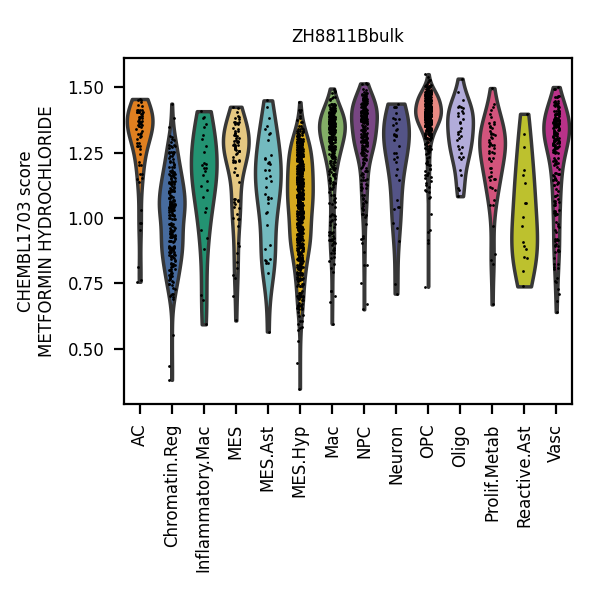 ZH8811Bbulk
CHEMBL1703 score
METFORMIN HYDROCHLORIDE
1.50
1.25
1.00
0.75
0.50
AC
Chromatin.Reg
Inflammatory.Mac
MES
MES.Ast
MES.Hyp
Mac
NPC
Neuron
OPC
Oligo
Prolif.Metab
Reactive.Ast
Vasc